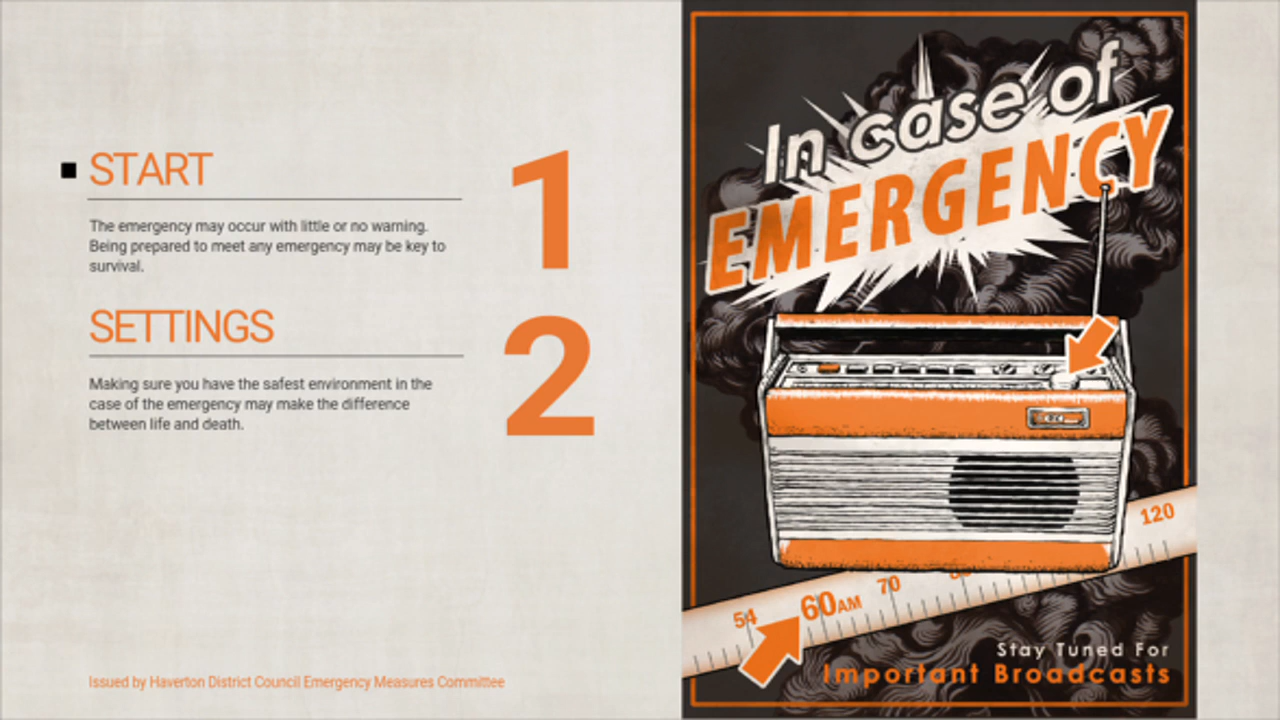 START
The emergency may occur with little or no warning.
Being prepared to meet any emergency may be key to
survival.
1
SETTINGS
Making sure you have the safest environment in the
case of the emergency may make the difference
between life and death.
2
Issued by Haverton District Council Emergency Measures Committee
In case of
EMERGENCY
120
54 60AM 70
Stay Tuned For
Important Broadcasts